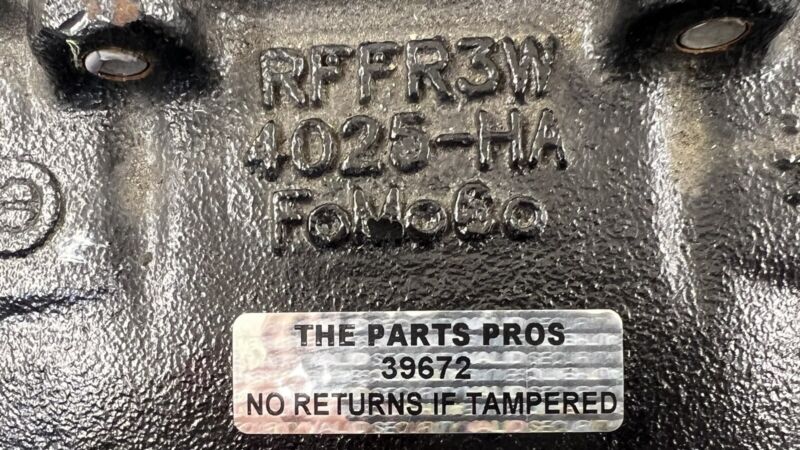 RFFR3W
4025-HA
FoMoCo
THE PARTS PROS
39672
NO RETURNS IF TAMPERED